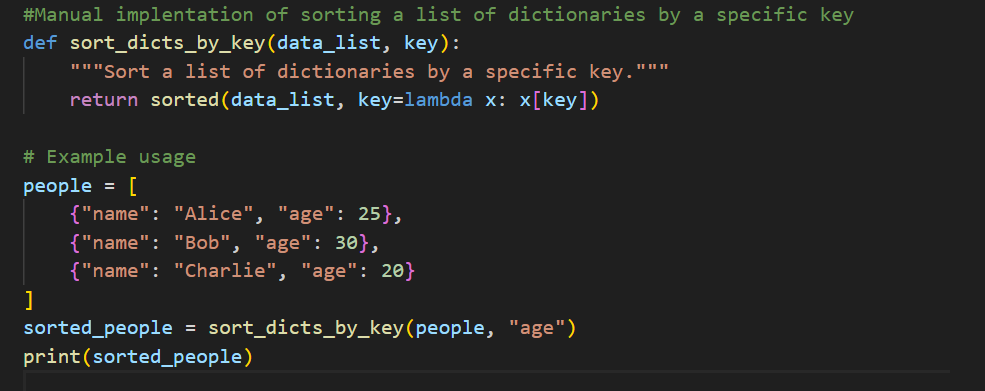 #Manual implentation of sorting a list of dictionaries by a specific key
def sort_dicts_by_key(data_list, key):
    """Sort a list of dictionaries by a specific key."""
    return sorted(data_list, key=lambda x: x[key])

# Example usage
people = [
    {"name": "Alice", "age": 25},
    {"name": "Bob", "age": 30},
    {"name": "Charlie", "age": 20}
]
sorted_people = sort_dicts_by_key(people, "age")
print(sorted_people)